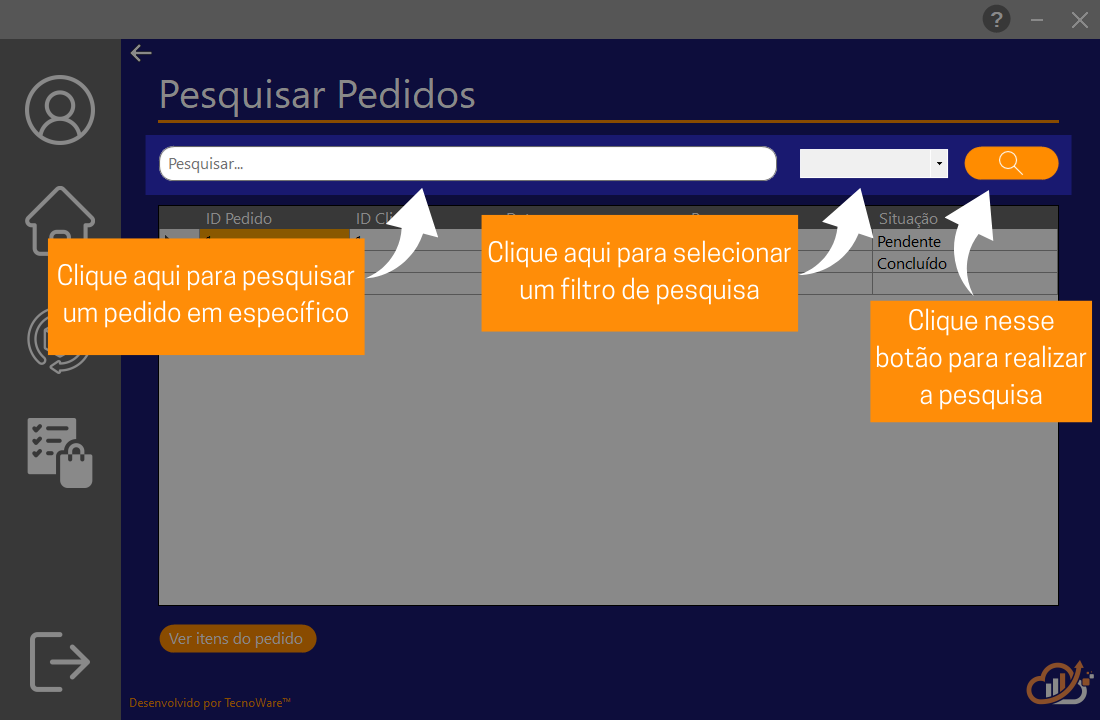 ?
Pesquisar Pedidos
Pesquisar...
ID Pedido
Situação
Pendente
Concluído
Clique aqui para pesquisar
um pedido em específico
Clique aqui para selecionar
um filtro de pesquisa
Clique nesse
botão para realizar
a pesquisa
Ver itens do pedido
Desenvolvido por TecnoWare™